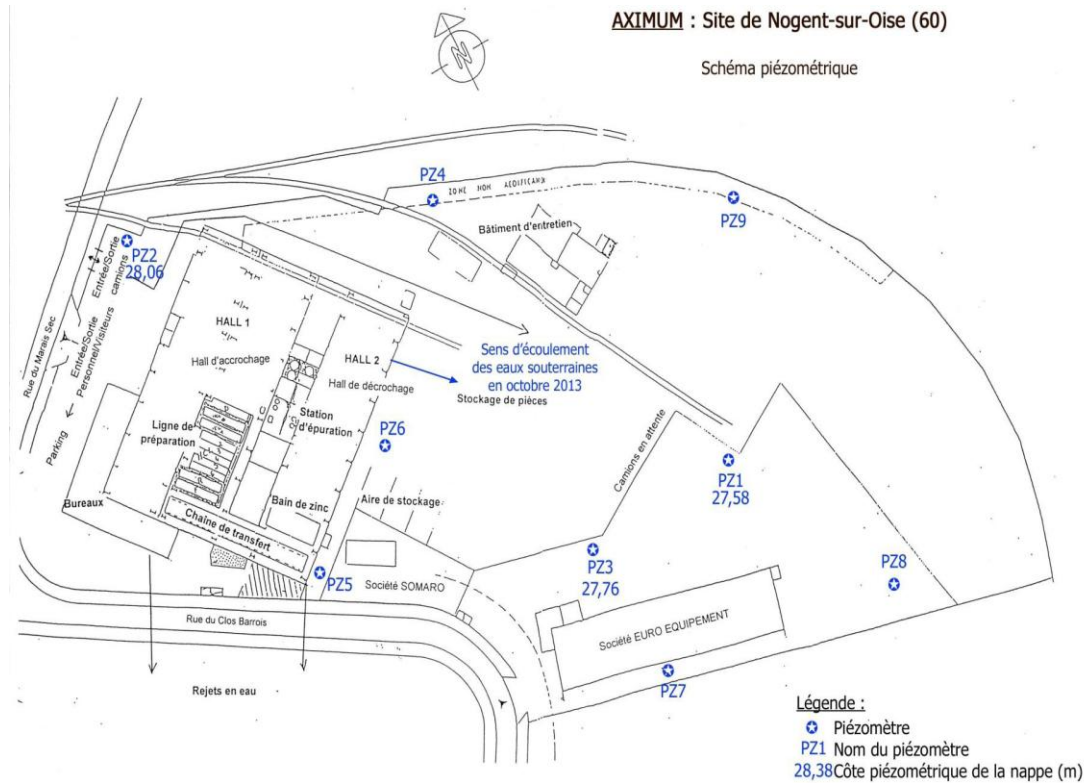 AXIMUM : Site de Nogent-sur-Oise (60)
Schéma piézométrique
N
PZ4
ZONE NON AEDIFICANDI
PZ9
Bâtiment d'entretien
PZ2
28,06
Entrée/Sortie
camions
HALL 1
Hall d'accrochage
HALL 2
Hall de décrochage
Sens d'écoulement
des eaux souterraines
en octobre 2013
Stockage de pièces
Rue du Marais Sec
Entrée/Sortie
Personnel/Visiteurs
Parking
Ligne de
préparation
Station
d'épuration
PZ6
Camions en attente
PZ1
27,58
Bureaux
Chaîne de transfert
Bain de zinc
Aire de stockage
PZ3
27,76
PZ8
PZ5
Société SOMARO
Rue du Clos Barrois
Société EURO EQUIPEMENT
PZ7
Rejets en eau
Légende :
Piézomètre
PZ1 Nom du piézomètre
28,38 Côte piézométrique de la nappe (m)